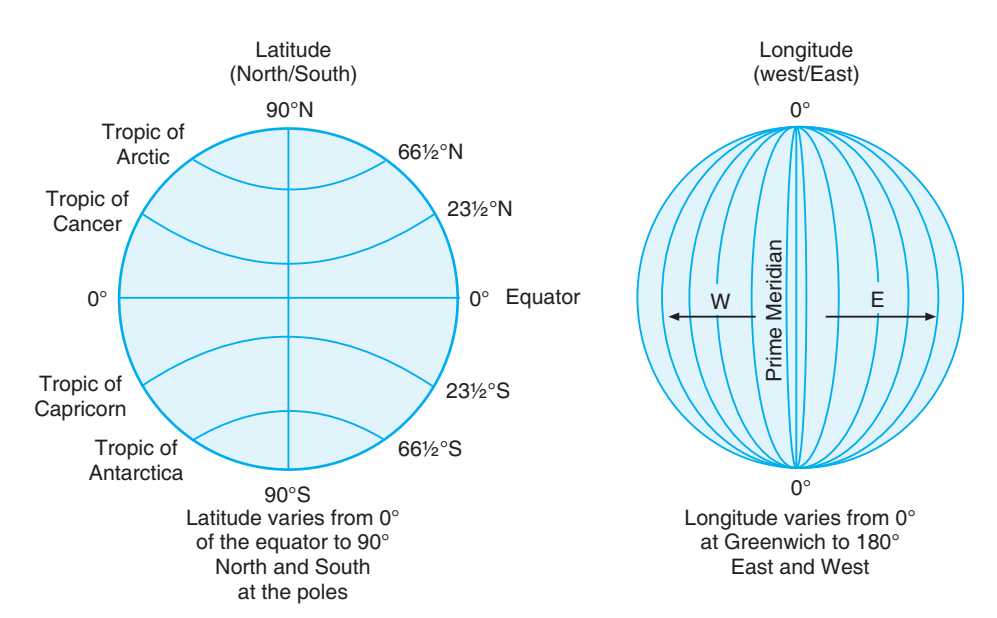 Latitude
(North/South)
90°N
Tropic of
Arctic
66½°N
Tropic of
Cancer
23½°N
0°
0° Equator
Tropic of
Capricorn
23½°S
Tropic of
Antarctica
66½°S
90°S
Latitude varies from 0°
of the equator to 90°
North and South
at the poles
Longitude
(west/East)
0°
W
Prime Meridian
E
0°
Longitude varies from 0°
at Greenwich to 180°
East and West